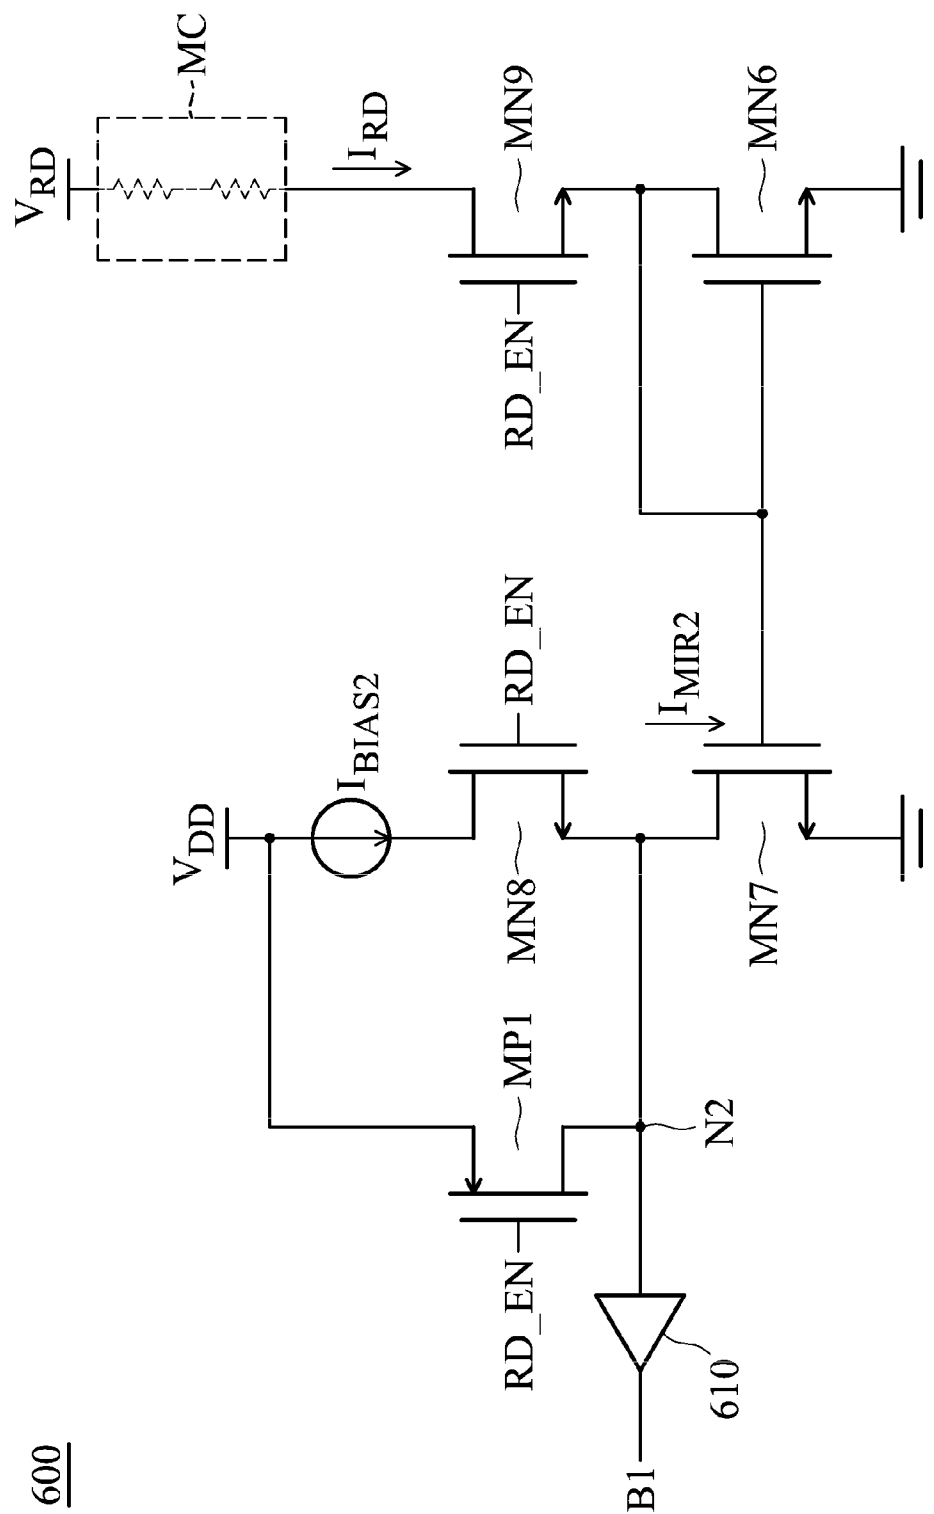 600
V_RD
MC
I_RD
MN9
RD_EN
MN6
V_DD
I_BIAS2
RD_EN
MN8
I_MIR2
MN7
MP1
RD_EN
N2
610
B1